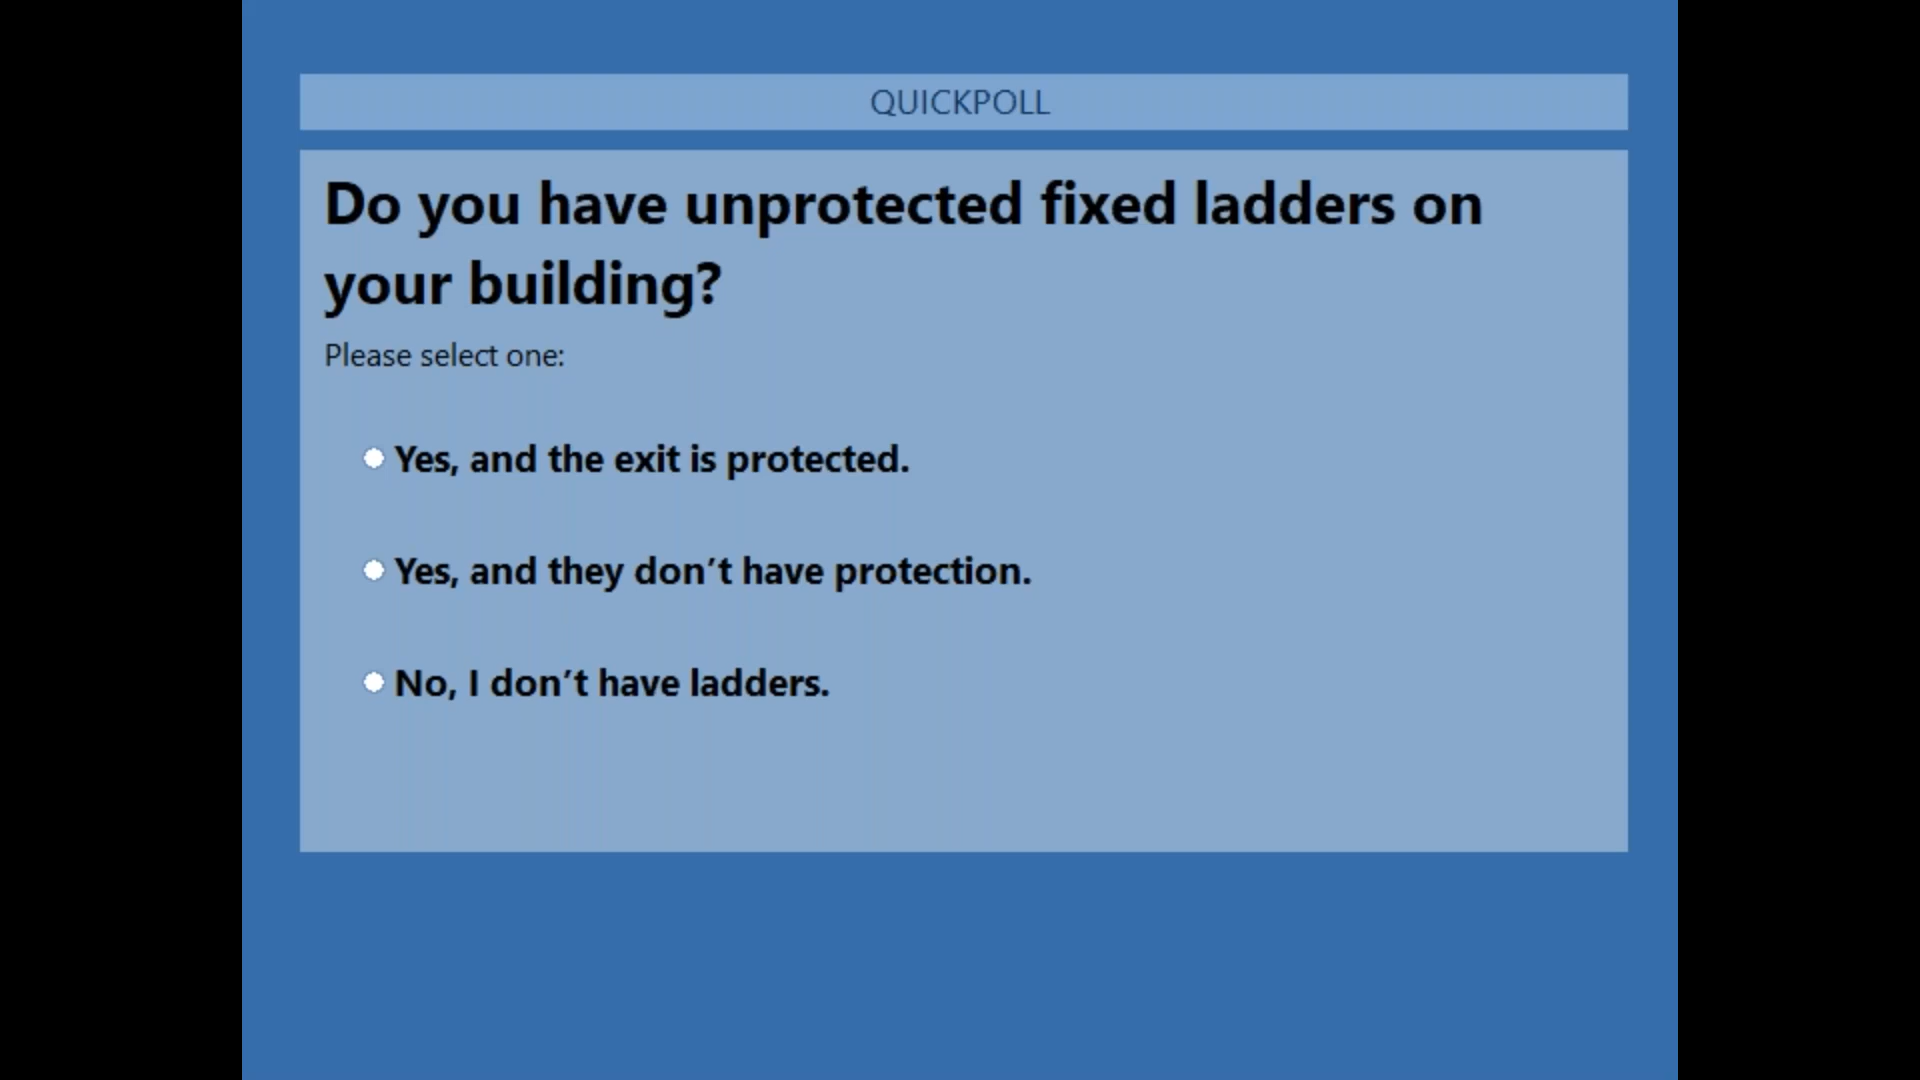 QUICKPOLL
Do you have unprotected fixed ladders on
your building?
Please select one:
Yes, and the exit is protected.
Yes, and they don’t have protection.
No, I don’t have ladders.